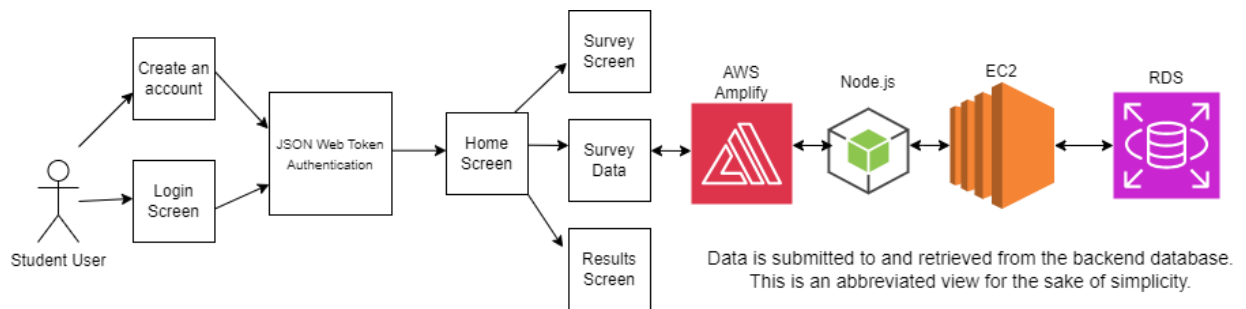 Create an
account
Login
Screen
Student User
JSON Web Token
Authentication
Home
Screen
Survey
Screen
Survey
Data
Results
Screen
AWS
Amplify
Node.js
EC2
RDS
Data is submitted to and retrieved from the backend database.
This is an abbreviated view for the sake of simplicity.